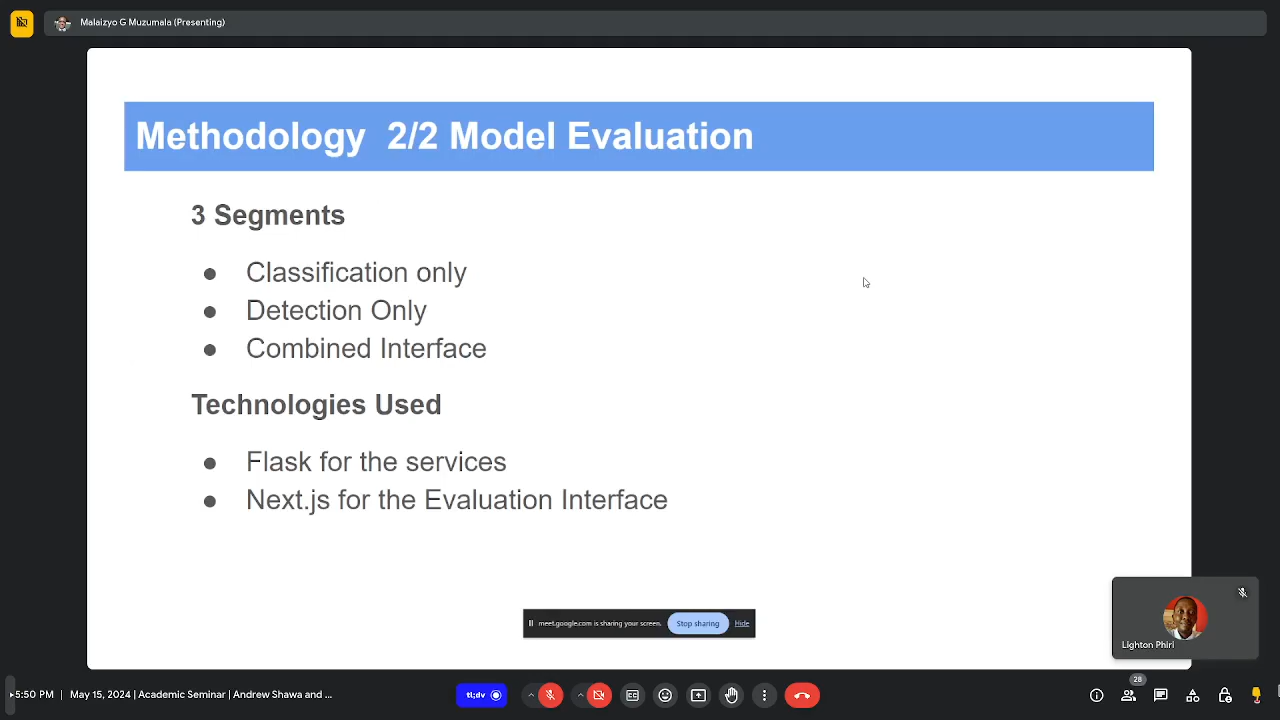 Malaizyo G Muzumala (Presenting)
Methodology 2/2 Model Evaluation
3 Segments
● Classification only
● Detection Only
● Combined Interface
Technologies Used
● Flask for the services
● Next.js for the Evaluation Interface
meet.google.com is sharing your screen. Stop sharing Hide
Lighton Phiri
5:50 PM | May 15, 2024 | Academic Seminar | Andrew Shawa and ...
tl;dv
28